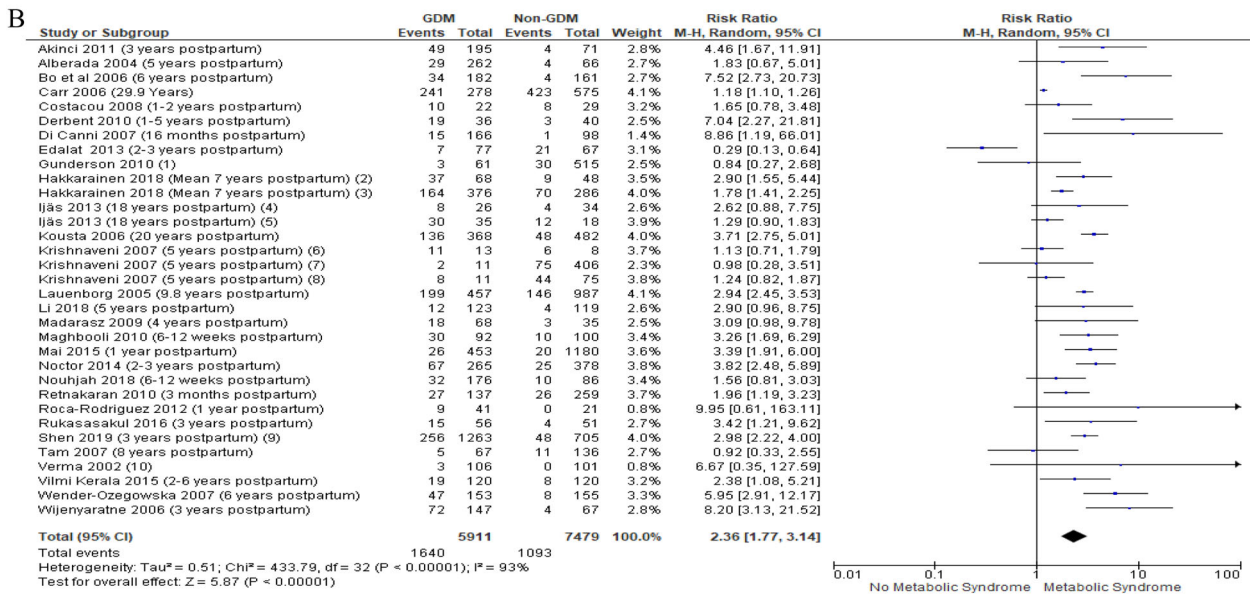 B
GDM Non-GDM Risk Ratio Risk Ratio
Study or Subgroup Events Total Events Total Weight M-H, Random, 95% CI M-H, Random, 95% CI
Akinci 2011 (3 years postpartum) 49 195 4 71 2.8% 4.46 [1.67, 11.91]
Alberada 2004 (5 years postpartum) 29 262 4 66 2.7% 1.83 [0.67, 5.01]
Bo et al 2006 (6 years postpartum) 34 182 4 161 2.7% 7.52 [2.73, 20.73]
Carr 2006 (29.9 Years) 241 278 423 575 4.1% 1.18 [1.10, 1.26]
Costacou 2008 (1-2 years postpartum) 10 22 8 29 3.2% 1.65 [0.78, 3.48]
Derbent 2010 (1-5 years postpartum) 19 36 3 40 2.5% 7.04 [2.27, 21.81]
Di Canni 2007 (16 months postpartum) 15 166 1 98 1.4% 8.86 [1.19, 66.01]
Edalat 2013 (2-3 years postpartum) 7 77 21 67 3.1% 0.29 [0.13, 0.64]
Gunderson 2010 (1) 3 61 30 515 2.5% 0.84 [0.27, 2.68]
Hakkarainen 2018 (Mean 7 years postpartum) (2) 37 68 9 48 3.4% 2.90 [1.55, 5.44]
Hakkarainen 2018 (Mean 7 years postpartum) (3) 164 376 70 286 4.0% 1.78 [1.41, 2.25]
Ijäs 2013 (18 years postpartum) (4) 8 26 4 34 2.6% 2.62 [0.88, 7.75]
Ijäs 2013 (18 years postpartum) (5) 30 35 12 18 3.9% 1.29 [0.90, 1.83]
Kousta 2006 (20 years postpartum) 136 368 48 482 4.0% 3.71 [2.75, 5.01]
Krishnaveni 2007 (5 years postpartum) (6) 11 13 6 8 3.8% 1.13 [0.71, 1.79]
Krishnaveni 2007 (5 years postpartum) (7) 2 11 75 406 2.3% 0.98 [0.28, 3.51]
Krishnaveni 2007 (5 years postpartum) (8) 8 11 44 75 3.8% 1.24 [0.82, 1.87]
Lauenborg 2005 (9.8 years postpartum) 199 457 146 987 4.1% 2.94 [2.45, 3.53]
Li 2018 (5 years postpartum) 12 123 4 119 2.6% 2.90 [0.96, 8.75]
Madarasz 2009 (4 years postpartum) 18 68 3 35 2.5% 3.09 [0.98, 9.78]
Maghbooli 2010 (6-12 weeks postpartum) 30 92 10 100 3.4% 3.26 [1.69, 6.29]
Mai 2015 (1 year postpartum) 26 453 20 1180 3.6% 3.39 [1.91, 6.00]
Noctor 2014 (2-3 years postpartum) 67 265 25 378 3.8% 3.82 [2.48, 5.89]
Nouhjah 2018 (6-12 weeks postpartum) 32 176 10 86 3.4% 1.56 [0.81, 3.03]
Retnakaran 2010 (3 months postpartum) 27 137 26 259 3.7% 1.96 [1.19, 3.23]
Roca-Rodriguez 2012 (1 year postpartum) 9 41 0 21 0.8% 9.95 [0.61, 163.11]
Rukasasakul 2016 (3 years postpartum) 15 56 4 51 2.7% 3.42 [1.21, 9.62]
Shen 2019 (3 years postpartum) (9) 256 1263 48 705 4.0% 2.98 [2.22, 4.00]
Tam 2007 (8 years postpartum) 5 67 11 136 2.7% 0.92 [0.33, 2.55]
Verma 2002 (10) 3 106 0 101 0.8% 6.67 [0.35, 127.59]
Vilmi Kerala 2015 (2-6 years postpartum) 19 120 8 120 3.2% 2.38 [1.08, 5.21]
Wender-Ozegowska 2007 (6 years postpartum) 47 153 8 155 3.3% 5.95 [2.91, 12.17]
Wijenyaratne 2006 (3 years postpartum) 72 147 4 67 2.8% 8.20 [3.13, 21.52]
Total (95% CI) 5911 7479 100.0% 2.36 [1.77, 3.14]
Total events 1640 1093
Heterogeneity: Tau² = 0.51; Chi² = 433.79, df = 32 (P < 0.00001); I² = 93%
Test for overall effect: Z = 5.87 (P < 0.00001)
0.01 0.1 1 10 100
No Metabolic Syndrome Metabolic Syndrome